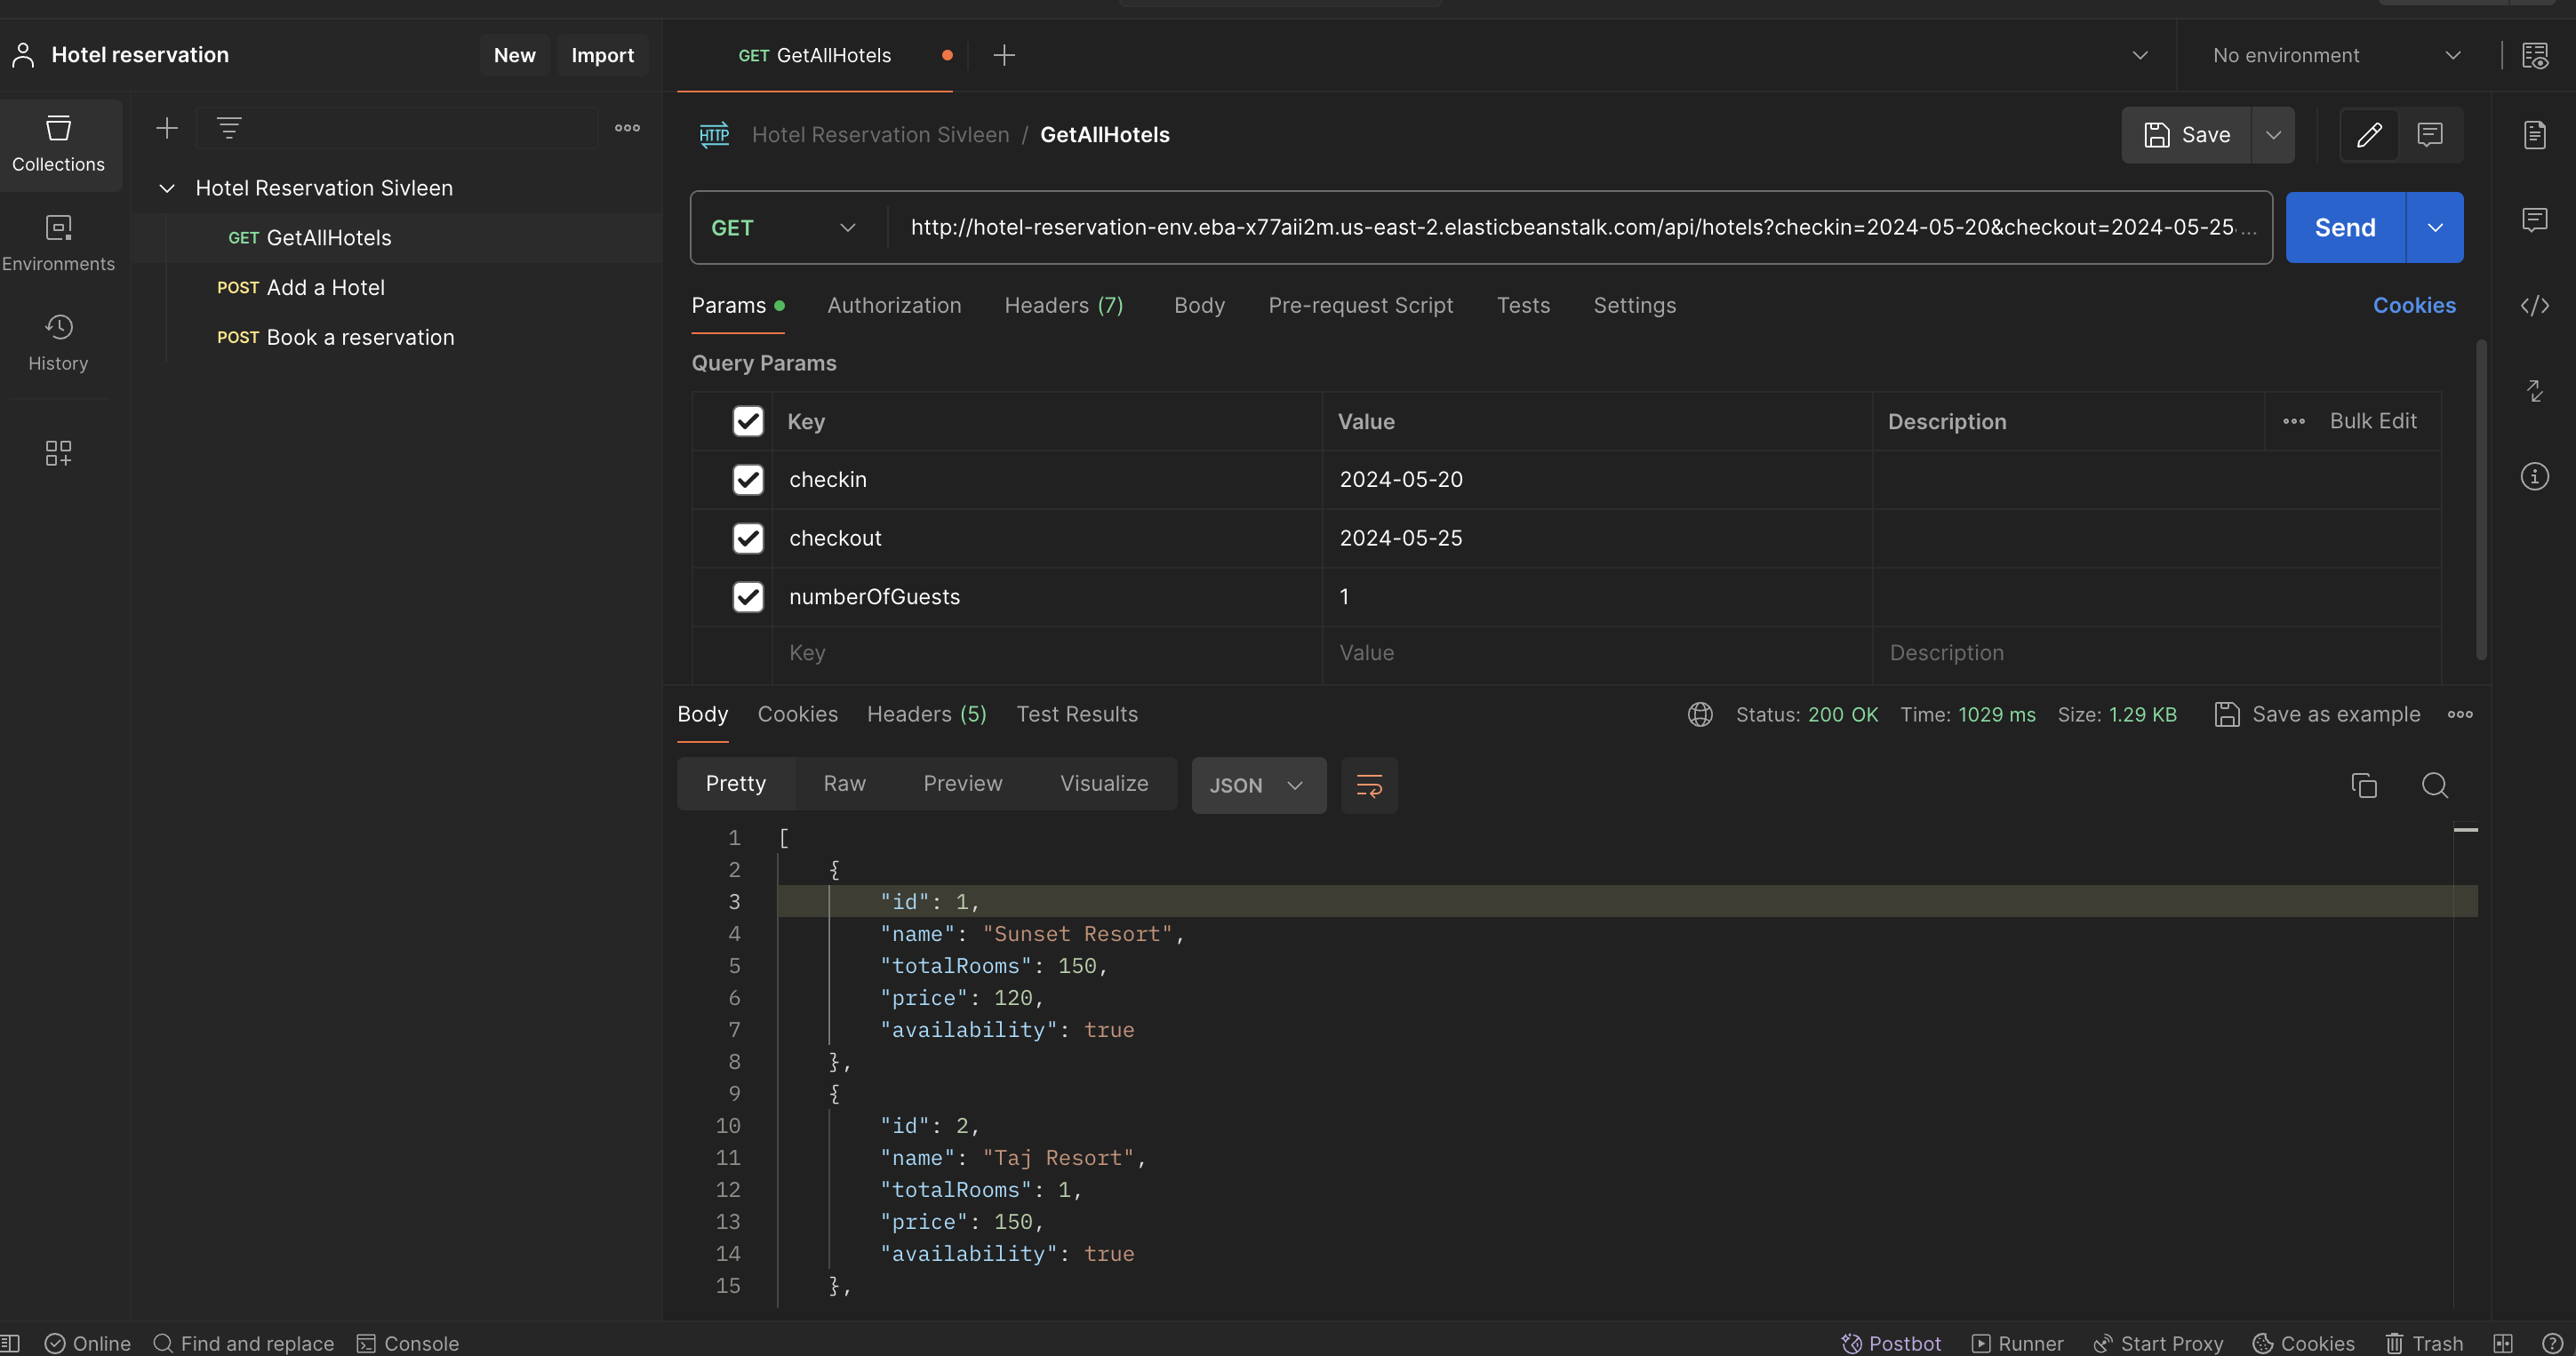 Hotel reservation
New
Import
GET GetAllHotels
No environment
Collections
Environments
History
Hotel Reservation Sivleen
GET GetAllHotels
POST Add a Hotel
POST Book a reservation
HTTP Hotel Reservation Sivleen / GetAllHotels
Save
GET
http://hotel-reservation-env.eba-x77aii2m.us-east-2.elasticbeanstalk.com/api/hotels?checkin=2024-05-20&checkout=2024-05-25...
Send
Params Authorization Headers (7) Body Pre-request Script Tests Settings Cookies
Query Params
Key Value Description Bulk Edit
checkin 2024-05-20
checkout 2024-05-25
numberOfGuests 1
Key Value Description
Body Cookies Headers (5) Test Results Status: 200 OK Time: 1029 ms Size: 1.29 KB Save as example
Pretty Raw Preview Visualize JSON
1 [
2 {
3 "id": 1,
4 "name": "Sunset Resort",
5 "totalRooms": 150,
6 "price": 120,
7 "availability": true
8 },
9 {
10 "id": 2,
11 "name": "Taj Resort",
12 "totalRooms": 1,
13 "price": 150,
14 "availability": true
15 },
Online Find and replace Console Postbot Runner Start Proxy Cookies Trash